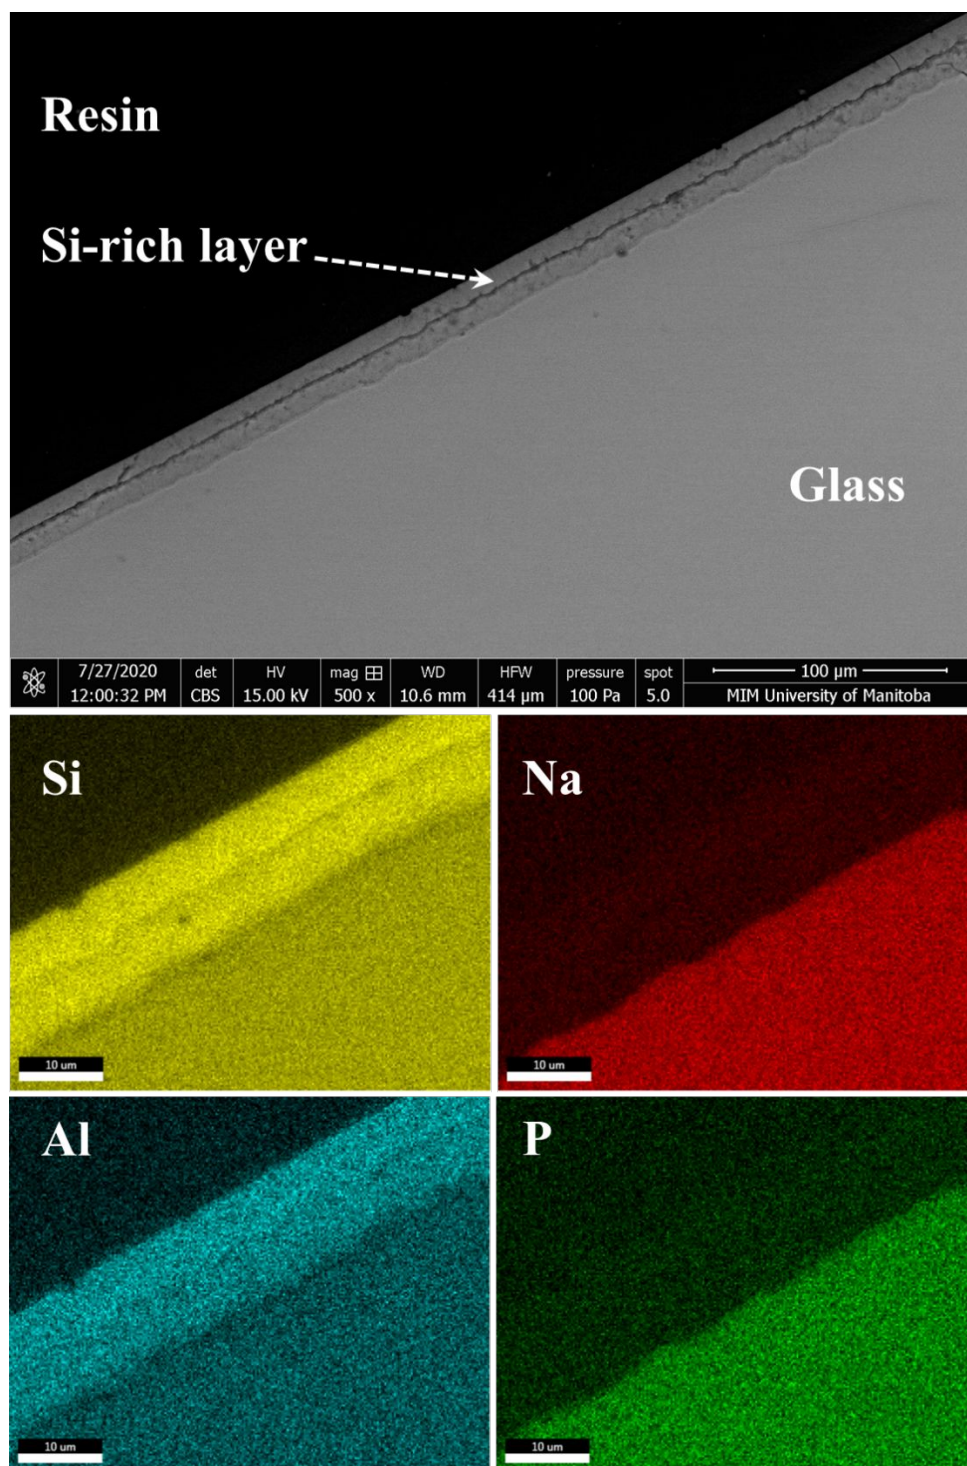 Resin
Si-rich layer
Glass
7/27/2020 det HV mag WD HFW pressure spot 100 µm
12:00:32 PM CBS 15.00 kV 500 x 10.6 mm 414 µm 100 Pa 5.0 MIM University of Manitoba
Si
Na
10 um
10 um
Al
P
10 um
10 um